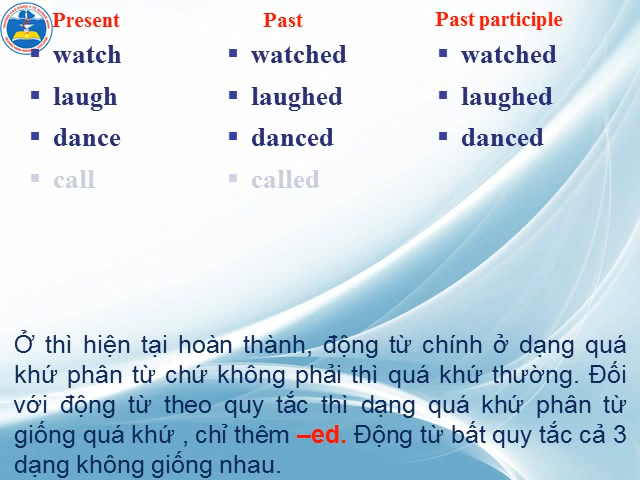 Present Past Past participle
▪ watch ▪ watched ▪ watched
▪ laugh ▪ laughed ▪ laughed
▪ dance ▪ danced ▪ danced
▪ call ▪ called
Ở thì hiện tại hoàn thành, động từ chính ở dạng quá
khứ phân từ chứ không phải thì quá khứ thường. Đối
với động từ theo quy tắc thì dạng quá khứ phân từ
giống quá khứ , chỉ thêm –ed. Động từ bất quy tắc cả 3
dạng không giống nhau.